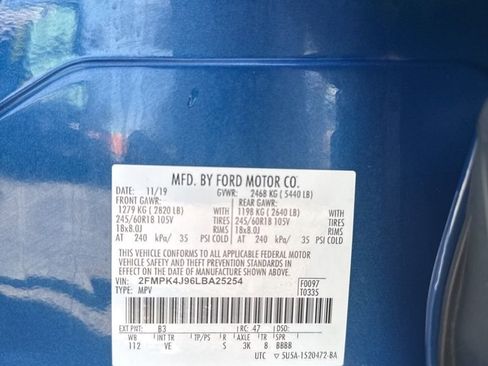 MFD. BY FORD MOTOR CO.
DATE: 11/19 GVWR: 2468 KG ( 5440 LB)
FRONT GAWR: REAR GAWR:
1279 KG ( 2820 LB) 1198 KG ( 2640 LB)
WITH TIRES WITH TIRES
245/60R18 105V 245/60R18 105V
18x8.0J RIMS 18x8.0J RIMS
AT 240 kPa/ 35 PSI COLD AT 240 kPa/ 35 PSI COLD
THIS VEHICLE CONFORMS TO ALL APPLICABLE FEDERAL MOTOR
VEHICLE SAFETY AND THEFT PREVENTION STANDARDS IN EFFECT ON
THE DATE OF MANUFACTURE SHOWN ABOVE.
VIN: 2FMPK4J96LBA25254 F0097
TYPE: MPV T0335
EXT PNT: B3 RC: 47 DSO:
WB INT TR TP/PS R AXLE TR SPR
112 VE S 3K 8 BBBB
UTC 5U5A-1520472-BA